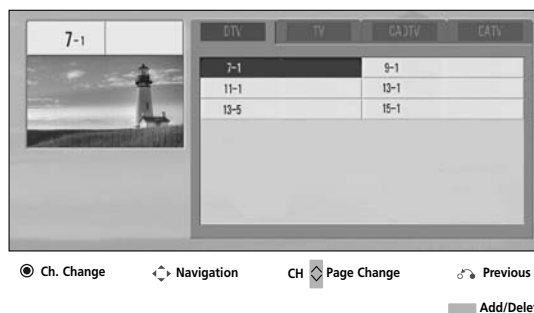 7-1
DTV TV CADTV CATV
7-1 9-1
11-1 13-1
13-5 15-1
Ch. Change Navigation CH Page Change Previous
Add/Delet